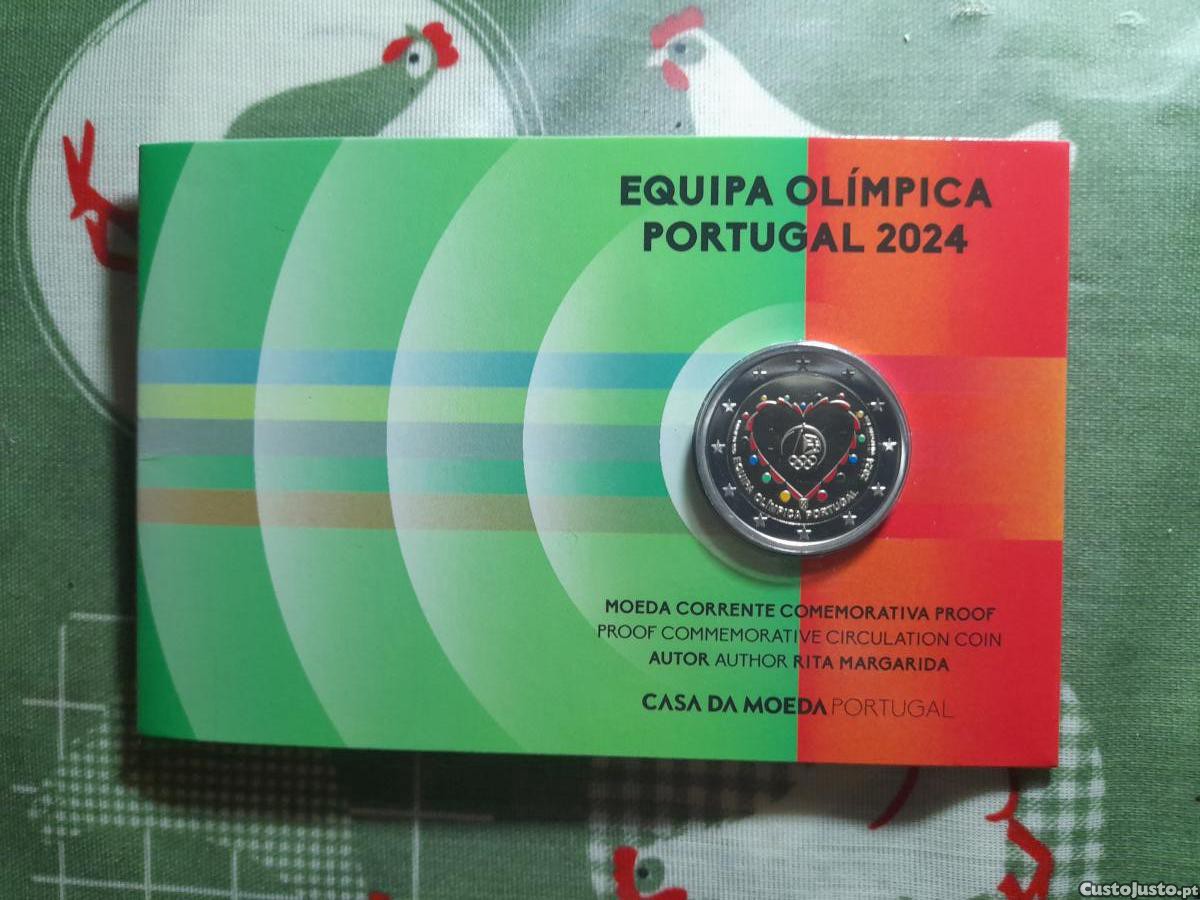 EQUIPA OLÍMPICA
PORTUGAL 2024
EQUIPA OLÍMPICA PORTUGAL 2024
MOEDA CORRENTE COMEMORATIVA PROOF
PROOF COMMEMORATIVE CIRCULATION COIN
AUTOR AUTHOR RITA MARGARIDA
CASA DA MOEDA PORTUGAL
CustoJusto.pt